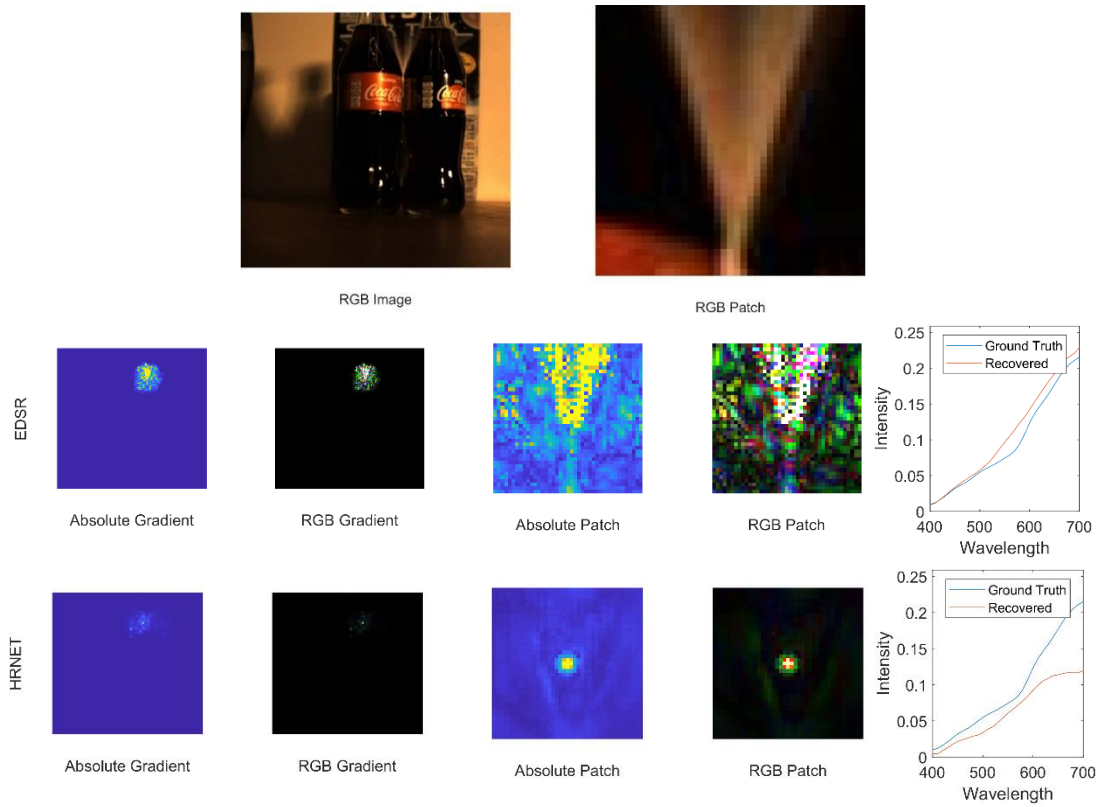 Coca-Cola
Coca-Co
RGB Image
RGB Patch
EDSR
Absolute Gradient
RGB Gradient
Absolute Patch
RGB Patch
Intensity
0.25
0.2
0.15
0.1
0.05
0
Ground Truth
Recovered
400 500 600 700
Wavelength
HRNET
Absolute Gradient
RGB Gradient
Absolute Patch
RGB Patch
Intensity
0.25
0.2
0.15
0.1
0.05
0
Ground Truth
Recovered
400 500 600 700
Wavelength